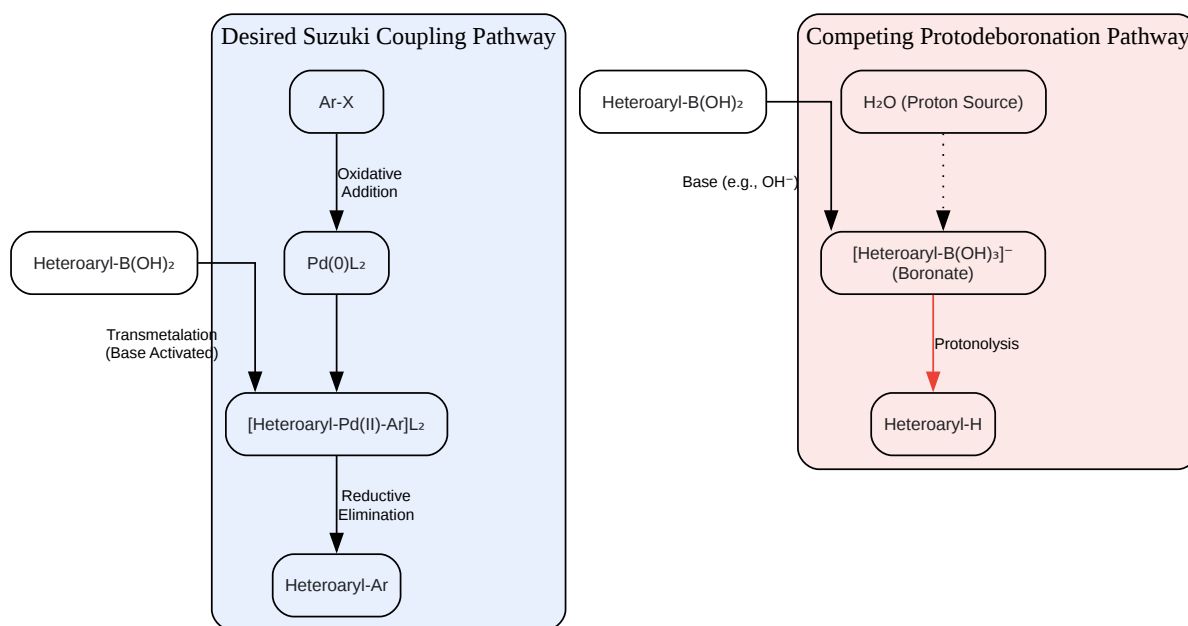 Desired Suzuki Coupling Pathway
Ar-X
Oxidative
Addition
Heteroaryl-B(OH)₂
Pd(0)L₂
Transmetalation
(Base Activated)
[Heteroaryl-Pd(II)-Ar]L₂
Reductive
Elimination
Heteroaryl-Ar
Competing Protodeboronation Pathway
Heteroaryl-B(OH)₂
H₂O (Proton Source)
Base (e.g., OH⁻)
[Heteroaryl-B(OH)₃]⁻
(Boronate)
Protonolysis
Heteroaryl-H